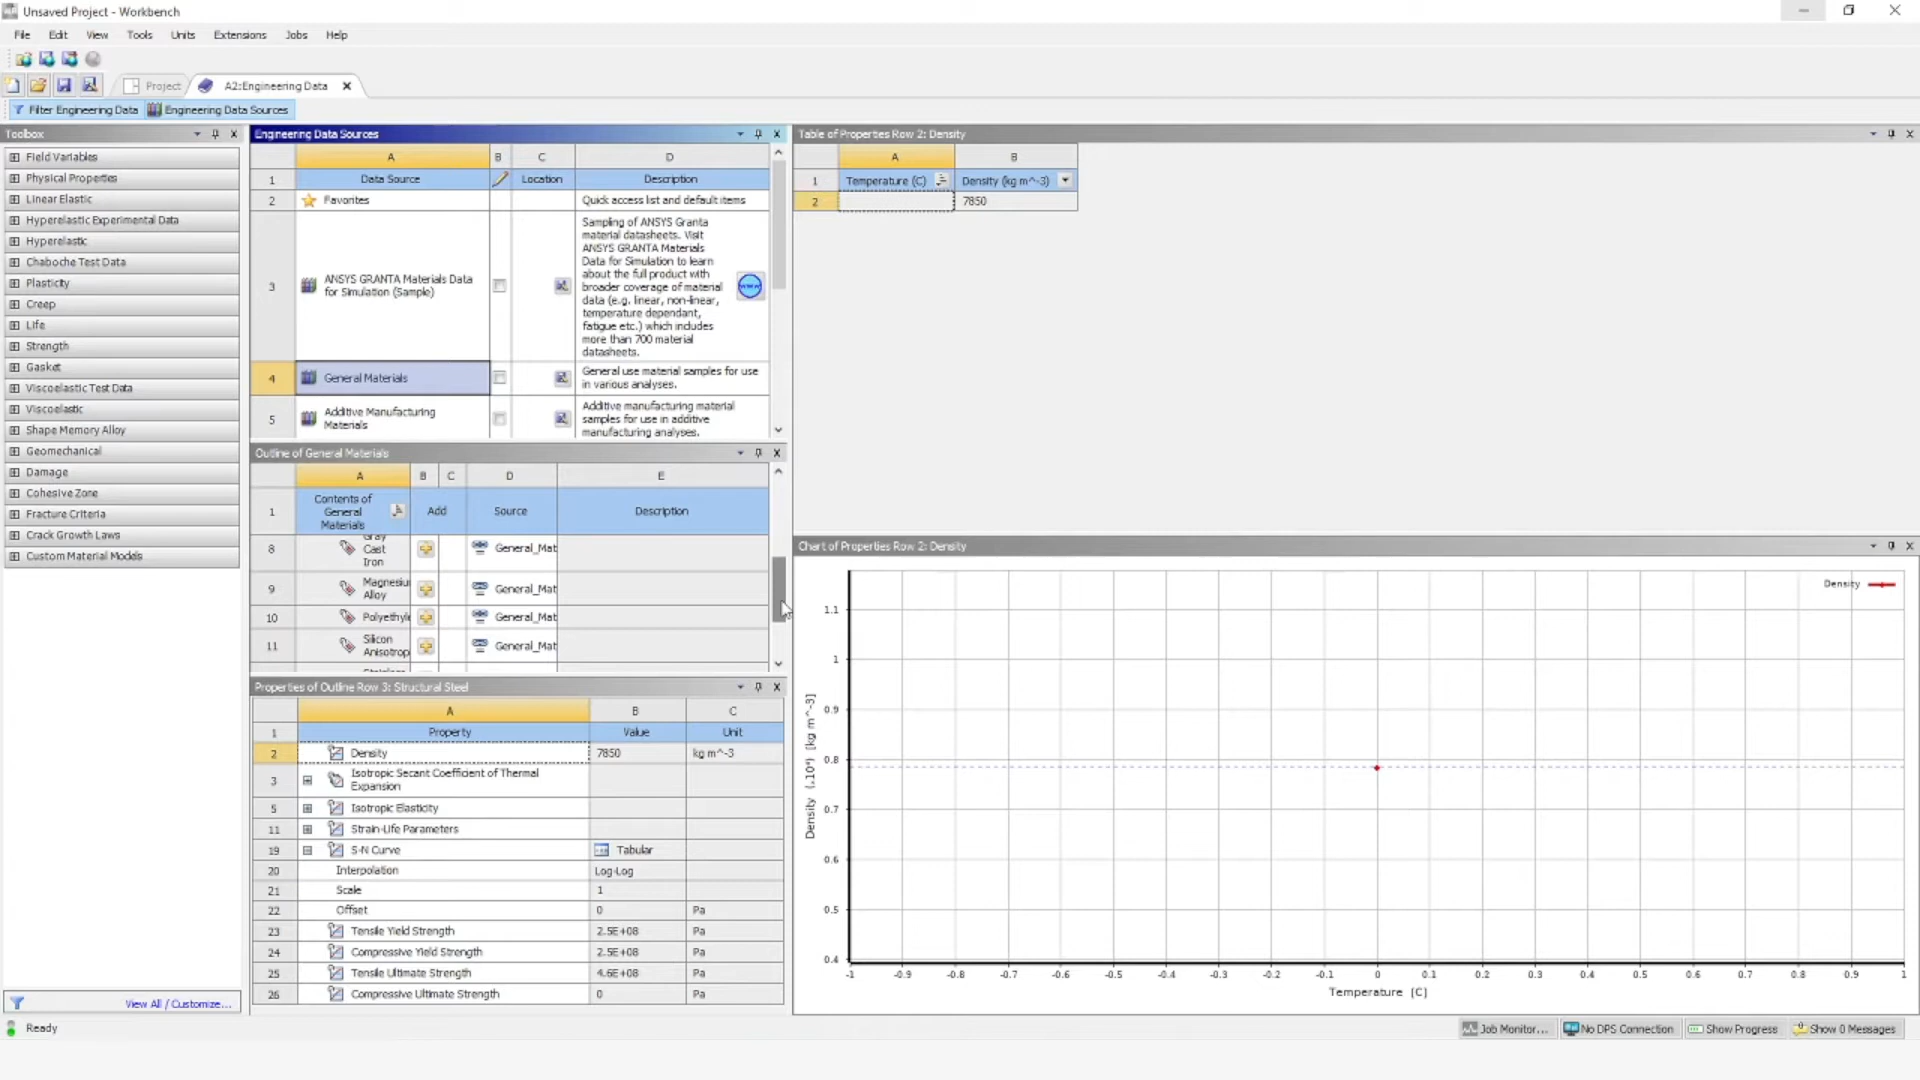 Unsaved Project - Workbench
File Edit View Tools Units Extensions Jobs Help
Project A2:Engineering Data
Filter Engineering Data Engineering Data Sources
Toolbox
Field Variables
Physical Properties
Linear Elastic
Hyperelastic Experimental Data
Hyperelastic
Chaboche Test Data
Plasticity
Creep
Life
Strength
Gasket
Viscoelastic Test Data
Viscoelastic
Shape Memory Alloy
Geomechanical
Damage
Cohesive Zone
Fracture Criteria
Crack Growth Laws
Custom Material Models
View All / Customize...
Engineering Data Sources
A B C D
1 Data Source Location Description
2 Favorites Quick access list and default items
3 ANSYS GRANTA Materials Data
for Simulation (Sample)
Sampling of ANSYS Granta
material datasheets. Visit
ANSYS GRANTA Materials
Data for Simulation to learn
about the full product with
broader coverage of material
data (e.g. linear, non-linear,
temperature dependant,
fatigue etc.) which includes
more than 700 material
datasheets.
www
4 General Materials
General use material samples for use
in various analyses.
5 Additive Manufacturing
Materials
Additive manufacturing material
samples for use in additive
manufacturing analyses.
Outline of General Materials
A B C D E
1 Contents of
General
Materials
Add Source Description
8 Gray
Cast
Iron
General_Mat
9 Magnesiu
Alloy
General_Mat
10 Polyethyle General_Mat
11 Silicon
Anisotrop
General_Mat
Properties of Outline Row 3: Structural Steel
A B C
1 Property Value Unit
2 Density 7850 kg m^-3
3 Isotropic Secant Coefficient of Thermal
Expansion
5 Isotropic Elasticity
11 Strain-Life Parameters
19 S-N Curve Tabular
20 Interpolation Log-Log
21 Scale 1
22 Offset 0 Pa
23 Tensile Yield Strength 2.5E+08 Pa
24 Compressive Yield Strength 2.5E+08 Pa
25 Tensile Ultimate Strength 4.6E+08 Pa
26 Compressive Ultimate Strength 0 Pa
Table of Properties Row 2: Density
A B
1 Temperature (C) Density (kg m^-3)
2 7850
Chart of Properties Row 2: Density
Density
1.1
1
0.9
0.8
0.7
0.6
0.5
0.4
Density (.10⁴) [kg m^-3]
-1 -0.9 -0.8 -0.7 -0.6 -0.5 -0.4 -0.3 -0.2 -0.1 0 0.1 0.2 0.3 0.4 0.5 0.6 0.7 0.8 0.9 1
Temperature [C]
Ready
Job Monitor... No DPS Connection Show Progress Show 0 Messages